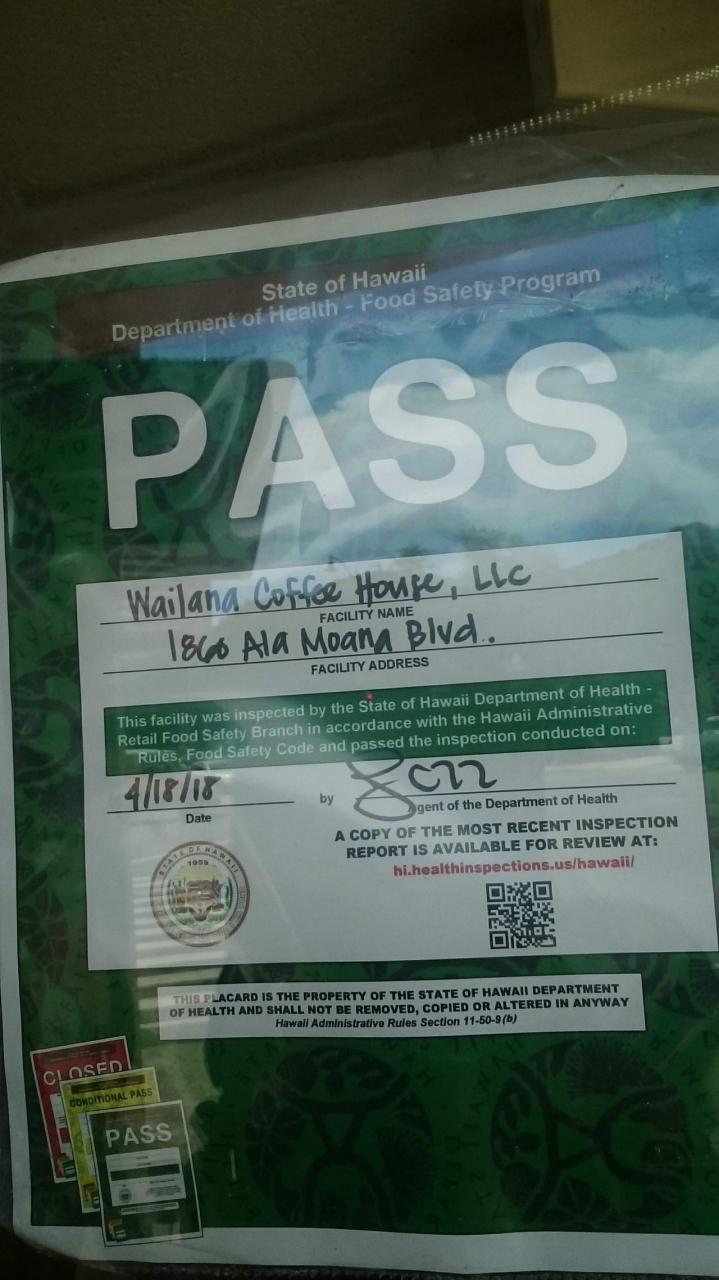 State of Hawaii
Department of Health - Food Safety Program
PASS
Wailana Coffee House, LLC
FACILITY NAME
1860 Ala Moana Blvd.
FACILITY ADDRESS
This facility was inspected by the State of Hawaii Department of Health -
Retail Food Safety Branch in accordance with the Hawaii Administrative
Rules, Food Safety Code and passed the inspection conducted on:
4/18/18
by
Date
Agent of the Department of Health
A COPY OF THE MOST RECENT INSPECTION
REPORT IS AVAILABLE FOR REVIEW AT:
hi.healthinspections.us/hawaii/
STATE OF HAWAII
1959
THIS PLACARD IS THE PROPERTY OF THE STATE OF HAWAII DEPARTMENT
OF HEALTH AND SHALL NOT BE REMOVED, COPIED OR ALTERED IN ANYWAY
Hawaii Administrative Rules Section 11-50-9(b)
CLOSED
CONDITIONAL PASS
PASS